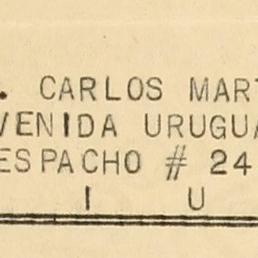 . CARLOS MART
VENIDA URUGUA
ESPACHO # 24
I U